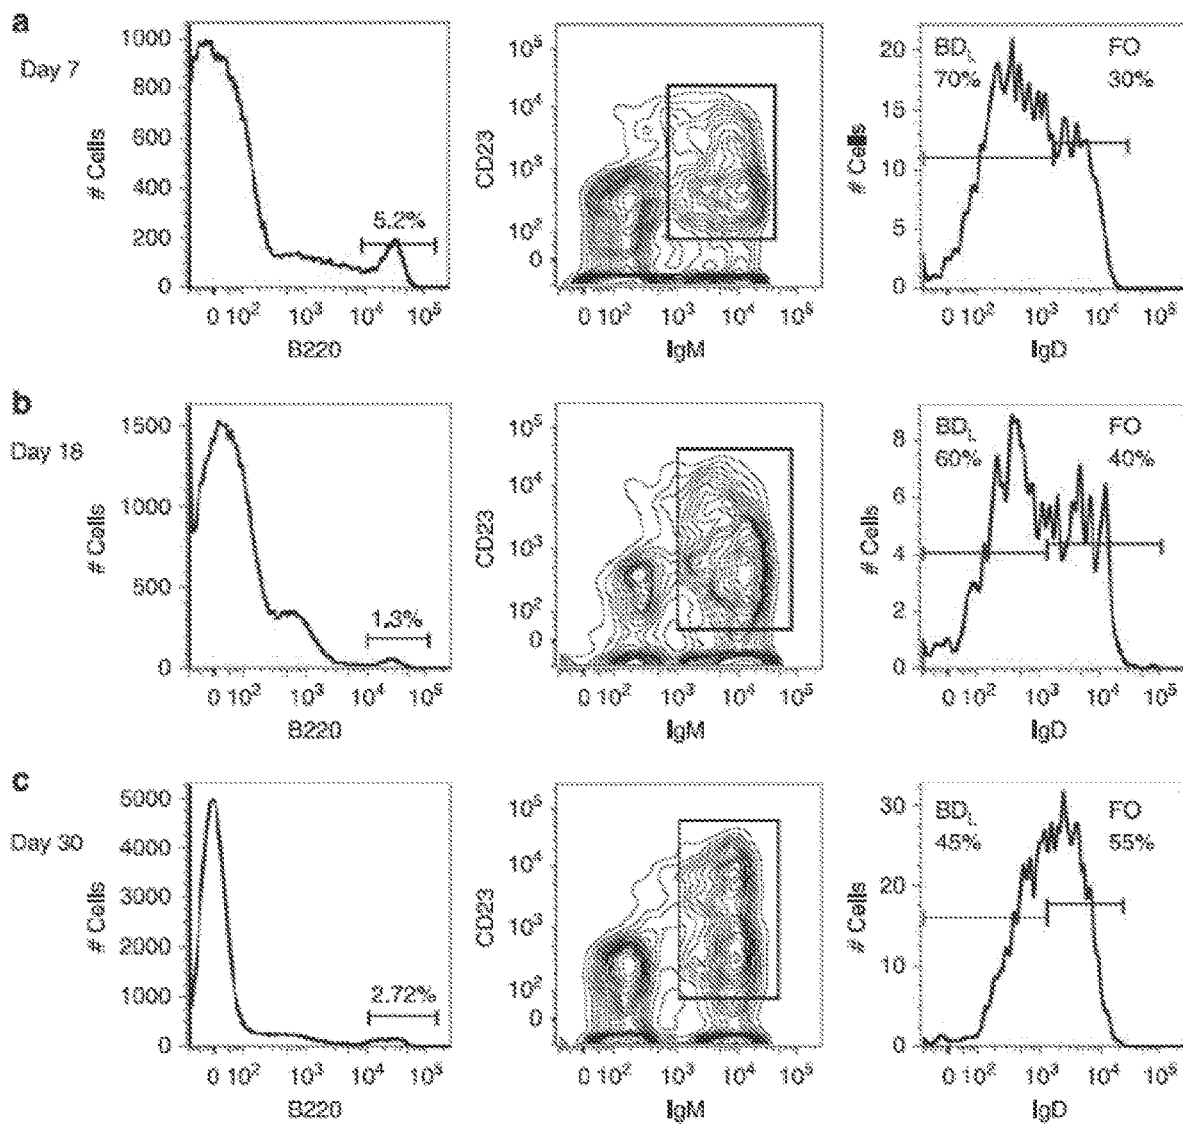 a
Day 7
# Cells
1000
800
600
400
200
0
5.2%
0 10² 10³ 10⁴ 10⁵
B220
CD23
10⁵
10⁴
10³
10²
0
0 10² 10³ 10⁴ 10⁵
IgM
# Cells
20
15
10
5
0
BDL FO
70% 30%
0 10² 10³ 10⁴ 10⁵
IgD
b
Day 18
# Cells
1500
1000
500
0
1.3%
0 10² 10³ 10⁴ 10⁵
B220
CD23
10⁵
10⁴
10³
10²
0
0 10² 10³ 10⁴ 10⁵
IgM
# Cells
8
6
4
2
0
BDL FO
60% 40%
0 10² 10³ 10⁴ 10⁵
IgD
c
Day 30
# Cells
5000
4000
3000
2000
1000
0
2.72%
0 10² 10³ 10⁴ 10⁵
B220
CD23
10⁵
10⁴
10³
10²
0
0 10² 10³ 10⁴ 10⁵
IgM
# Cells
30
20
10
0
BDL FO
45% 55%
0 10² 10³ 10⁴ 10⁵
IgD